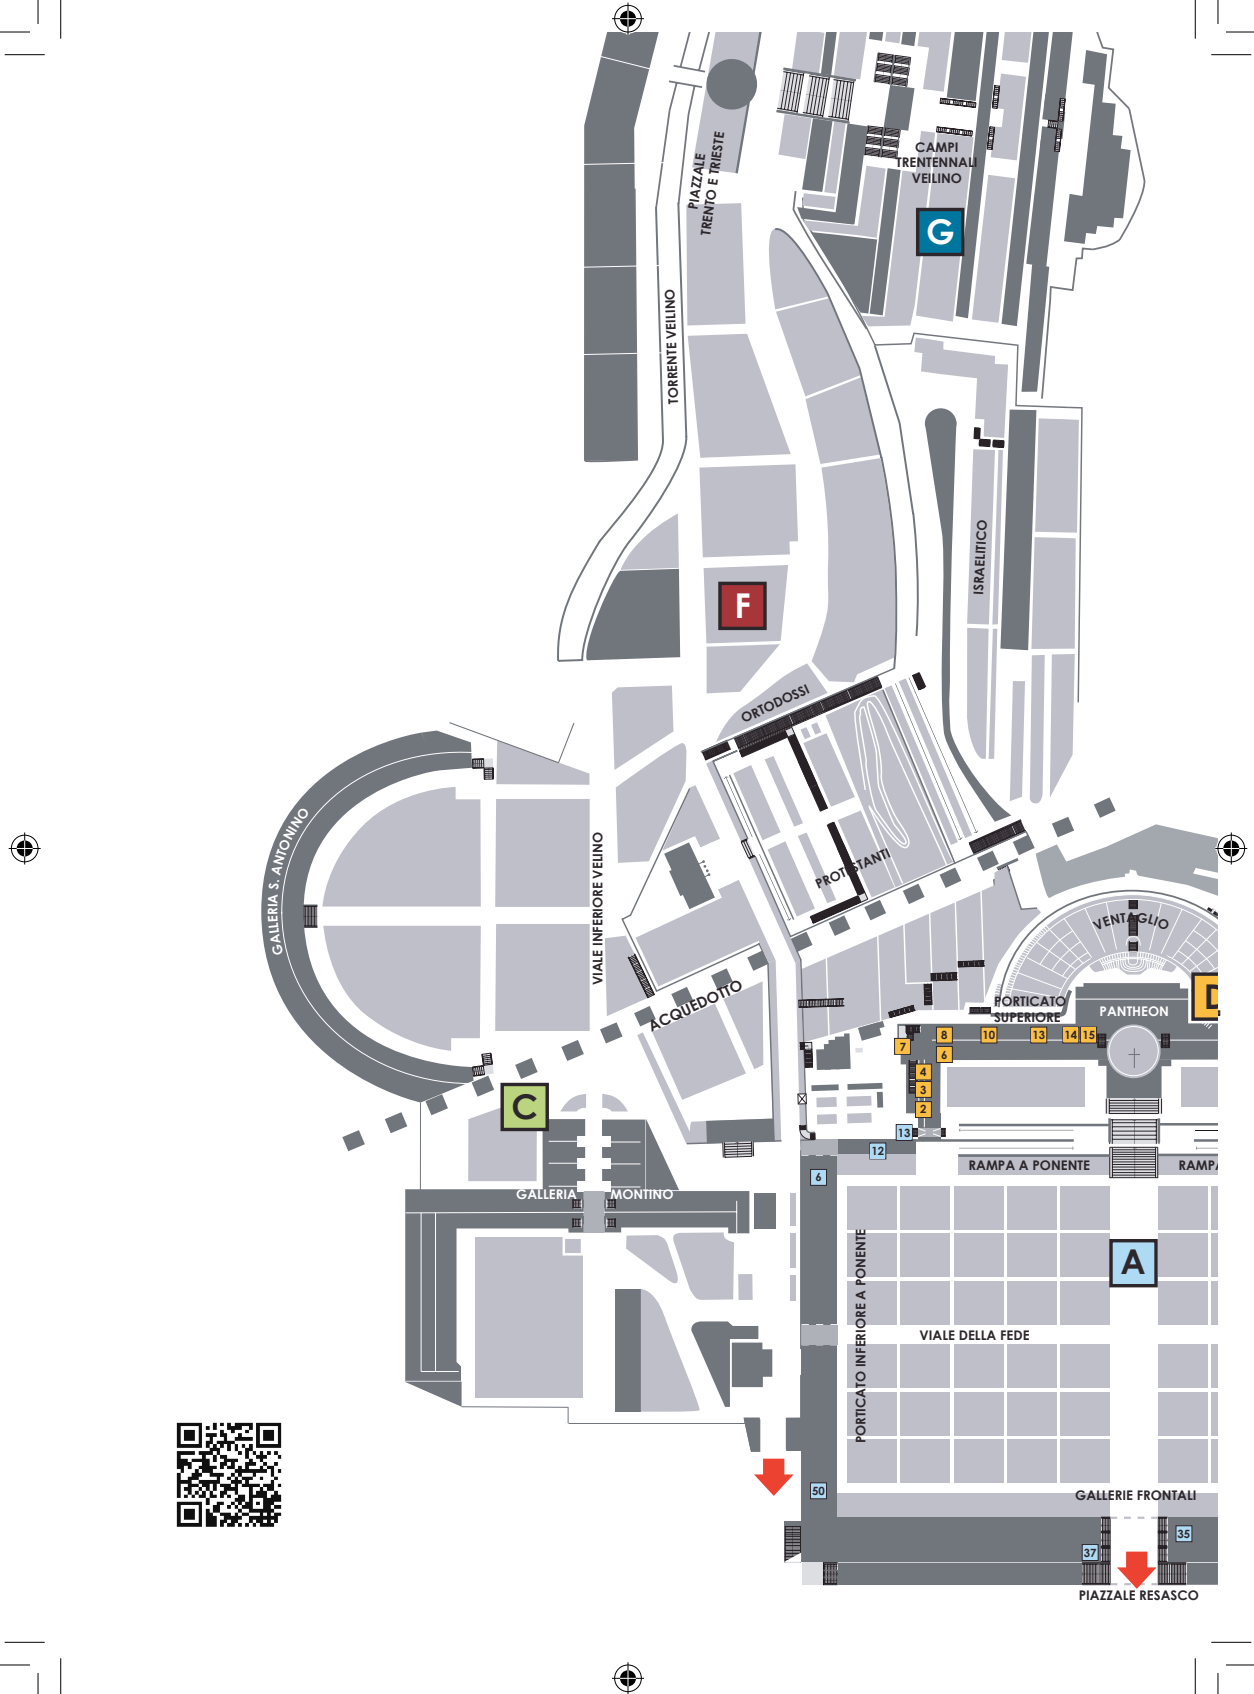 CAMPI
TRENTENNALI
VEILINO
PIAZZALE
TRENTO E TRIESTE
G
TORRENTE VEILINO
ISRAELITICO
F
ORTODOSSI
GALLERIA S. ANTONINO
VIALE INFERIORE VELINO
PROTESTANTI
VENTAGLIO
ACQUEDOTTO
D
PORTICATO
SUPERIORE
PANTHEON
7
8
10
13
14
15
6
4
3
2
C
13
12
6
RAMPA A PONENTE
RAMPA
GALLERIA MONTINO
PORTICATO INFERIORE A PONENTE
A
VIALE DELLA FEDE
50
GALLERIE FRONTALI
35
37
PIAZZALE RESASCO